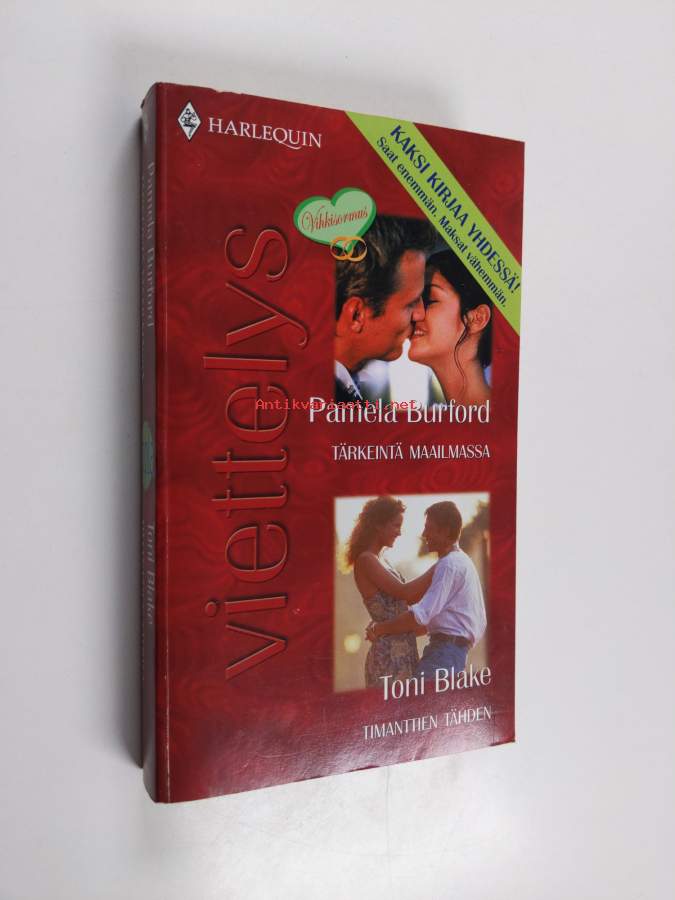 HARLEQUIN
KAKSI KIRJAA YHDESSÄ!
Saat enemmän. Maksat vähemmän.
Vihkisormus
viettelys
Antikvariaatti.net
Pamela Burford
TÄRKEINTÄ MAAILMASSA
Toni Blake
TIMANTTIEN TÄHDEN
Pamela Burford
Toni Blake